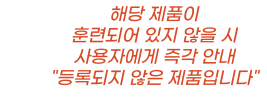 해당 제품이
훈련되어 있지 않을 시
사용자에게 즉각 안내
"등록되지 않은 제품입니다"